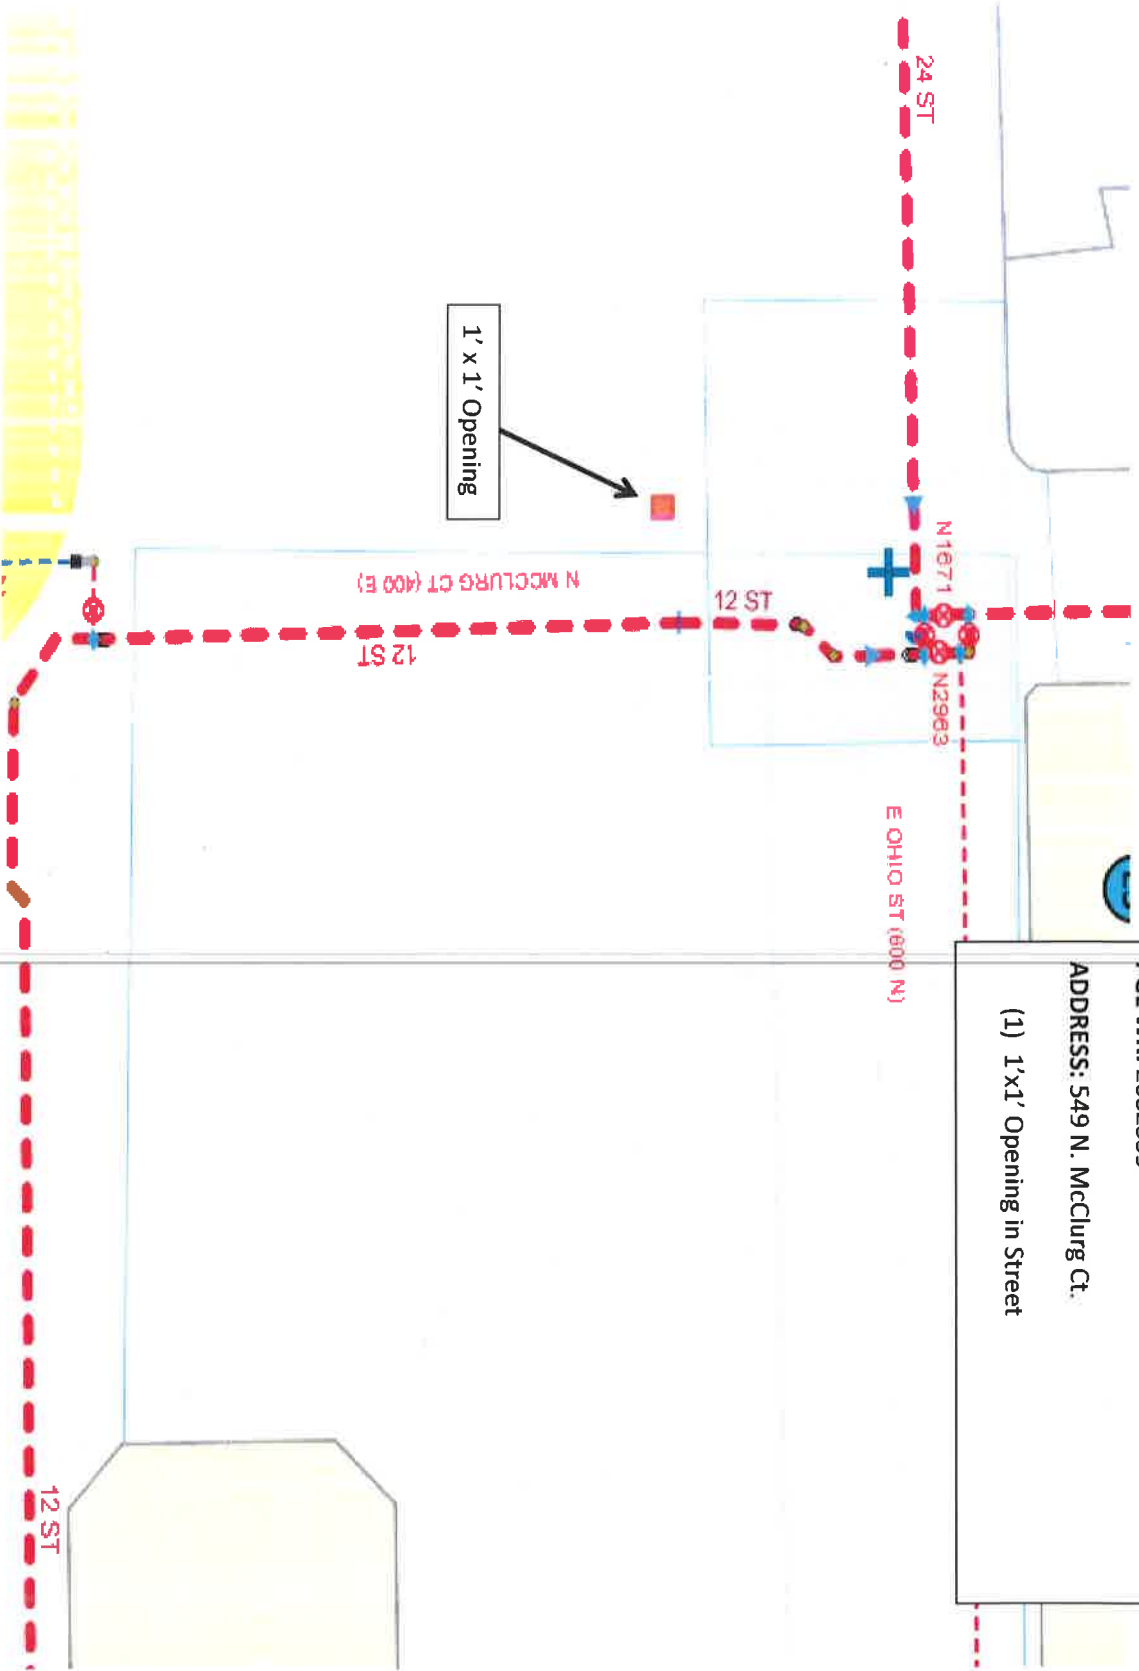 ADDRESS: 549 N. McClurg Ct.
(1) 1'x1' Opening in Street
24 ST
N1671
N2963
E OHIO ST (600 N)
12 ST
N MCCLURG CT (400 E)
12 ST
1' x 1' Opening
12 ST